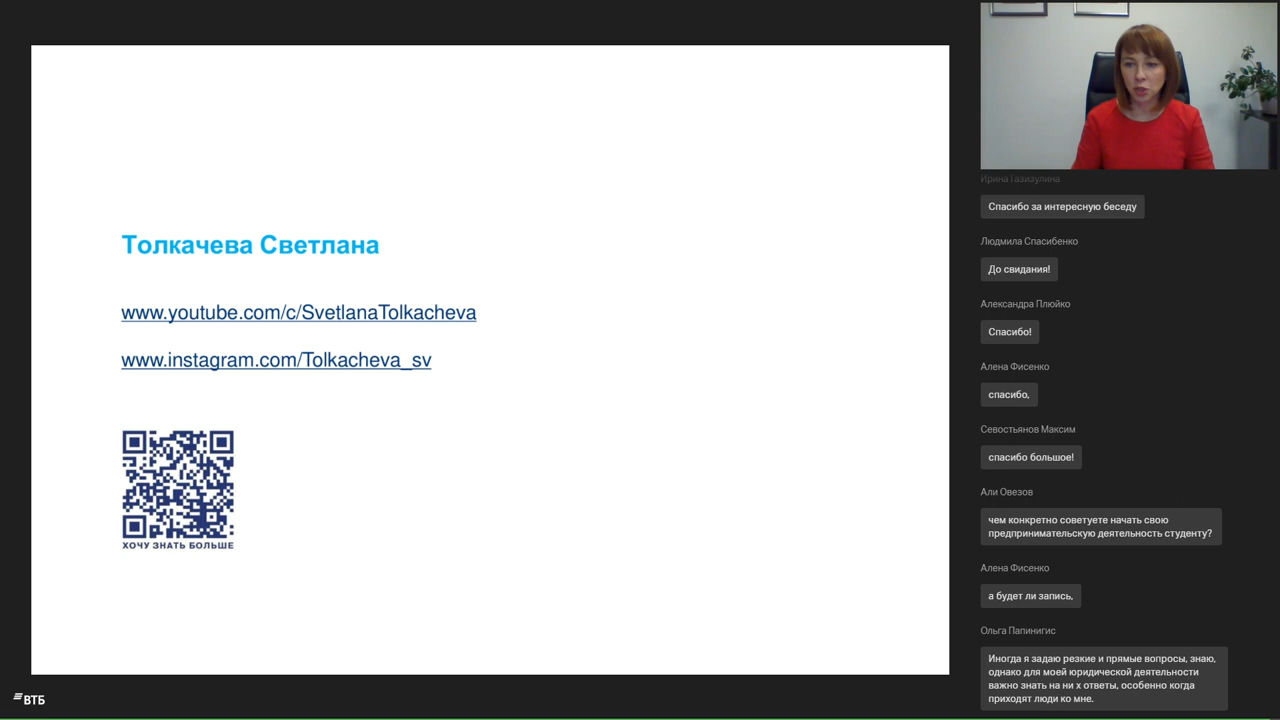 Толкачева Светлана
www.youtube.com/c/SvetlanaTolkacheva
www.instagram.com/Tolkacheva_sv
ХОЧУ ЗНАТЬ БОЛЬШЕ
ВТБ
Ирина Газизулина
Спасибо за интересную беседу
Людмила Спасибенко
До свидания!
Александра Плюйко
Спасибо!
Алена Фисенко
спасибо,
Севостьянов Максим
спасибо большое!
Али Овезов
чем конкретно советуете начать свою
предпринимательскую деятельность студенту?
Алена Фисенко
а будет ли запись,
Ольга Папинигис
Иногда я задаю резкие и прямые вопросы, знаю,
однако для моей юридической деятельности
важно знать на ни х ответы, особенно когда
приходят люди ко мне.